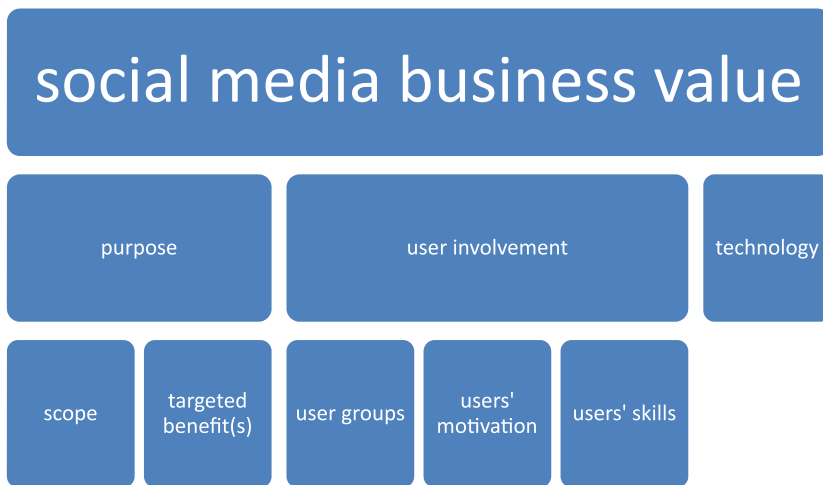 social media business value
purpose
user involvement
technology
scope
targeted
benefit(s)
user groups
users'
motivation
users' skills